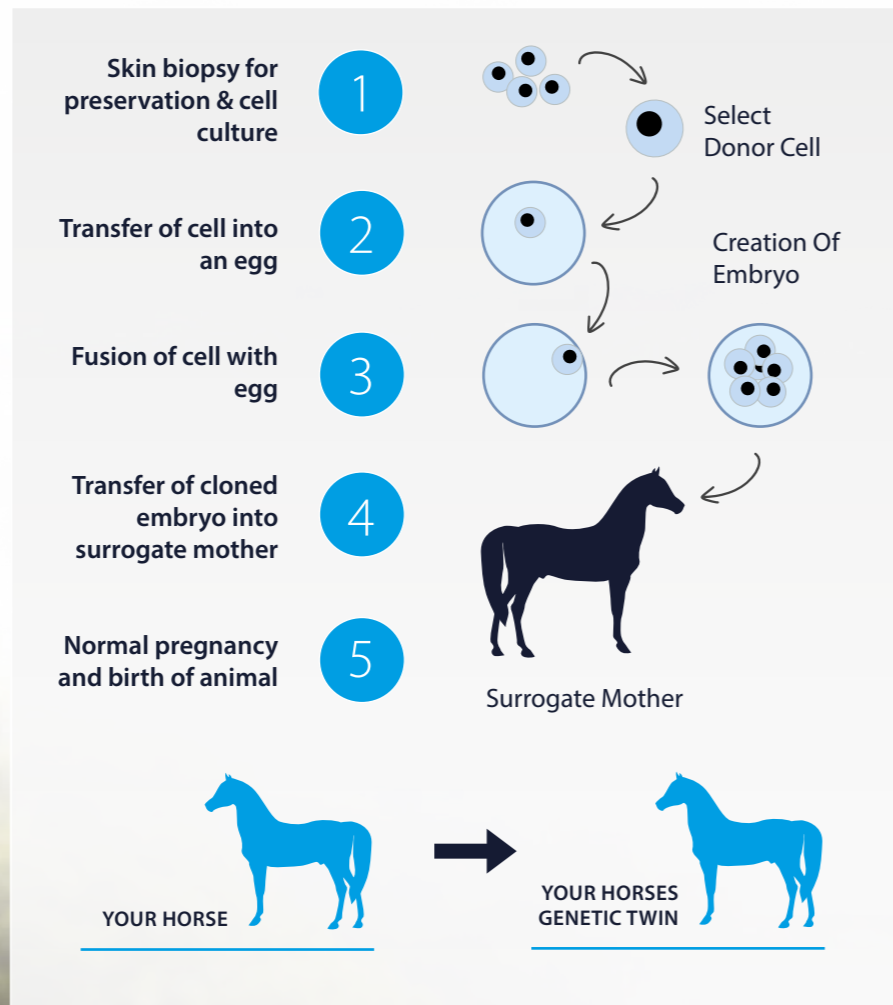 Skin biopsy for
preservation & cell
culture
1
Select
Donor Cell
Transfer of cell into
an egg
2
Creation Of
Embryo
Fusion of cell with
egg
3
Transfer of cloned
embryo into
surrogate mother
4
Normal pregnancy
and birth of animal
5
Surrogate Mother
YOUR HORSE
YOUR HORSES
GENETIC TWIN